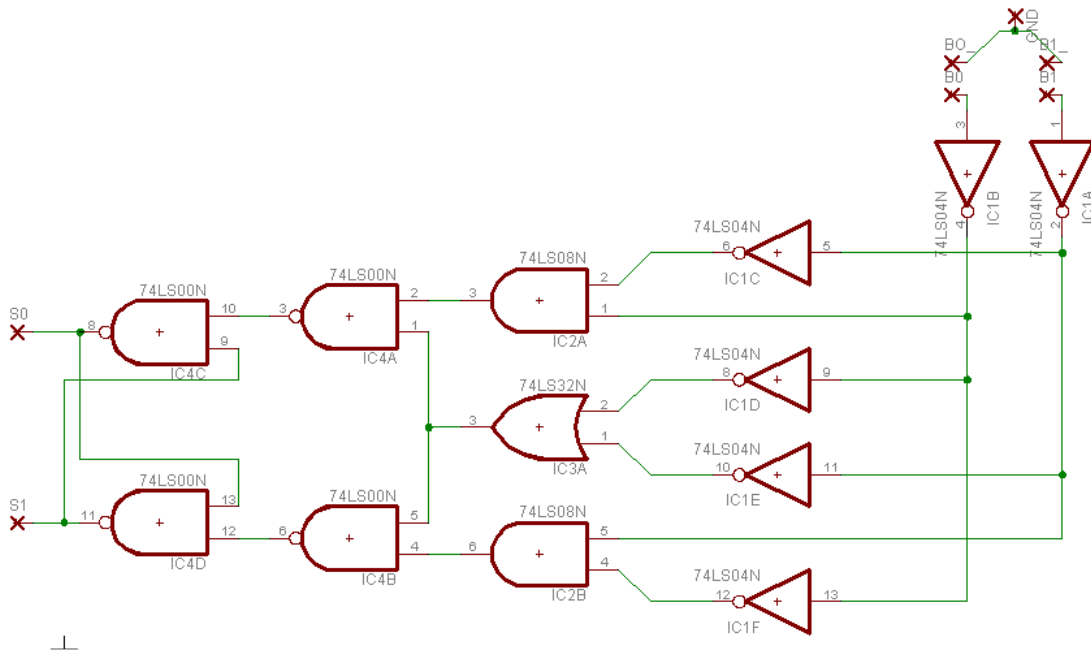 GND
BO_
B1_
B0
B1
3
1
74LS04N
IC1B
4
74LS04N
IC1A
2
74LS04N
6
5
IC1C
74LS08N
2
3
1
IC2A
74LS00N
2
3
1
IC4A
74LS00N
10
8
9
IC4C
S0
74LS04N
8
9
IC1D
74LS32N
2
3
1
IC3A
74LS04N
10
11
IC1E
74LS08N
5
6
4
IC2B
74LS00N
5
6
4
IC4B
74LS00N
13
11
12
IC4D
S1
74LS04N
12
13
IC1F